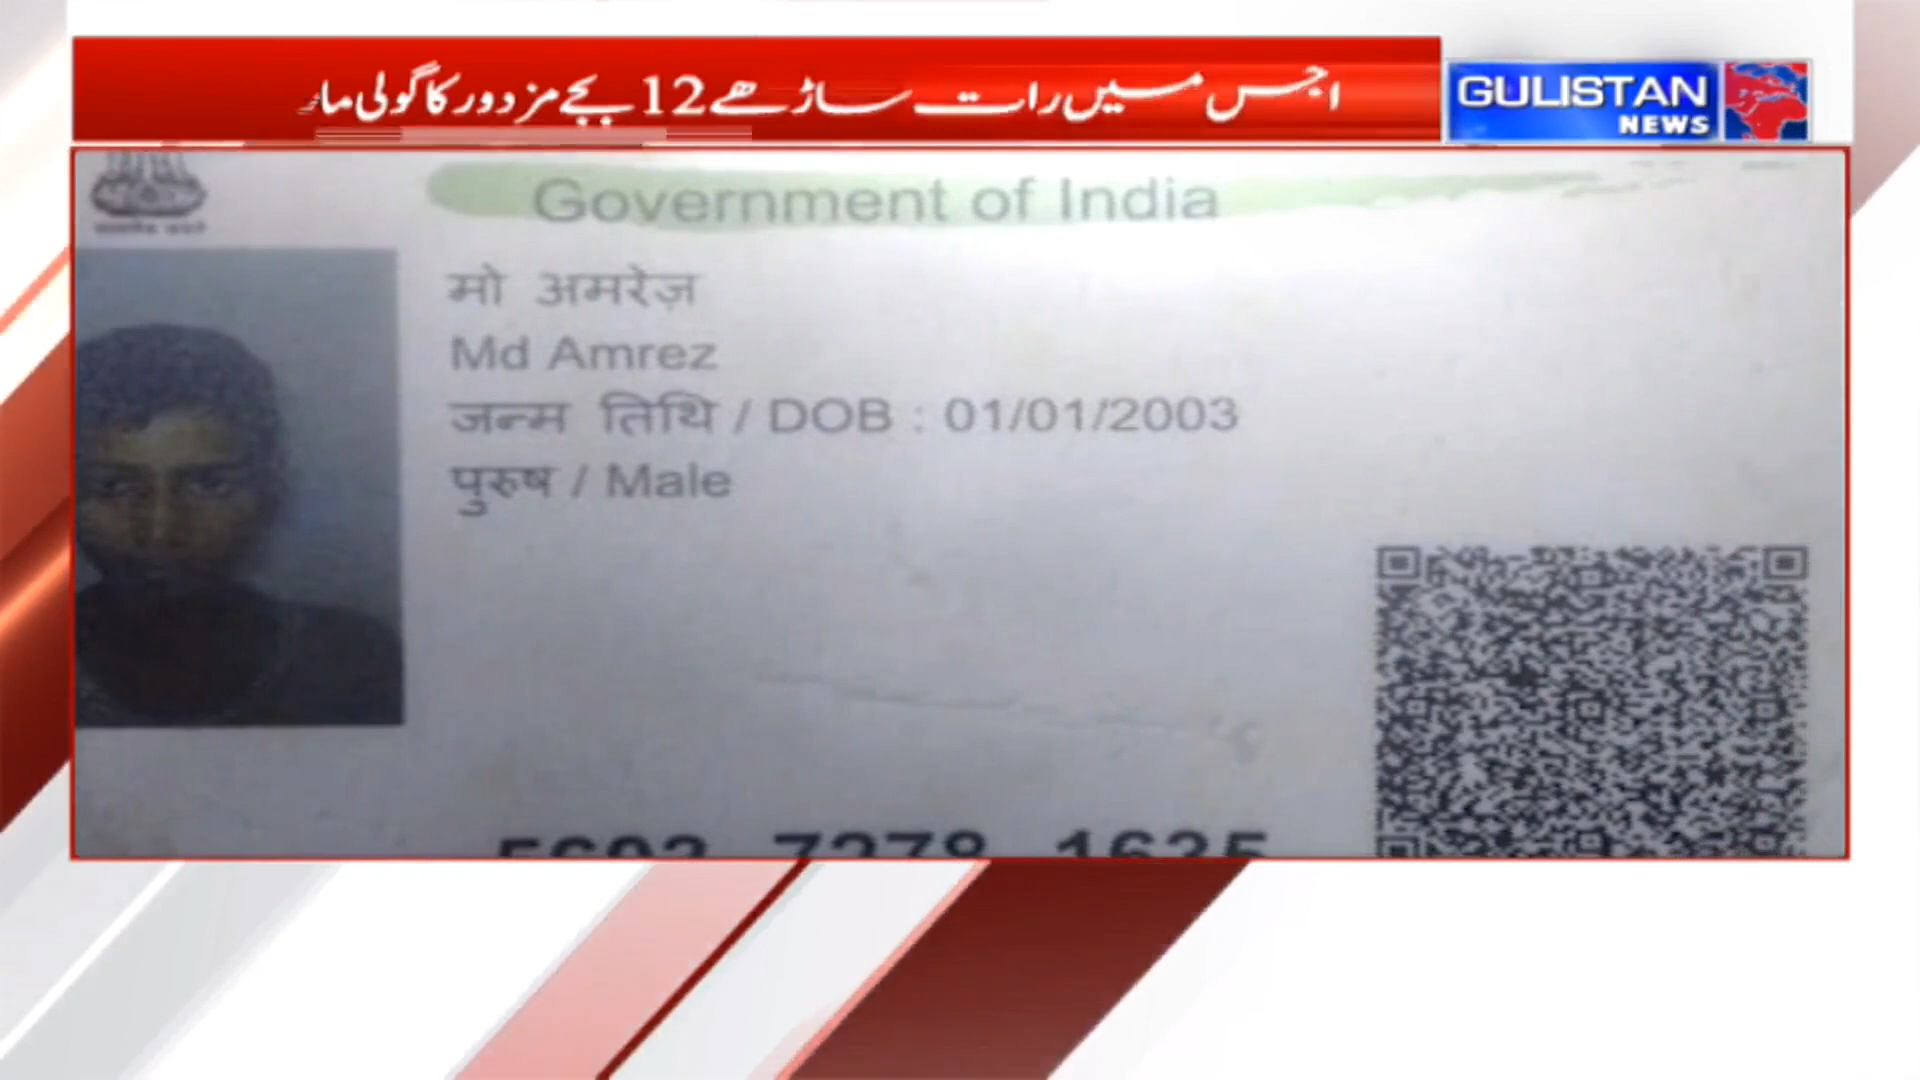 اجس میں رات ساڑھے 12 بجے مزدور کا گولی مار
GULISTAN
NEWS
Government of India
मो अमरेज़
Md Amrez
जन्म तिथि / DOB : 01/01/2003
पुरुष / Male